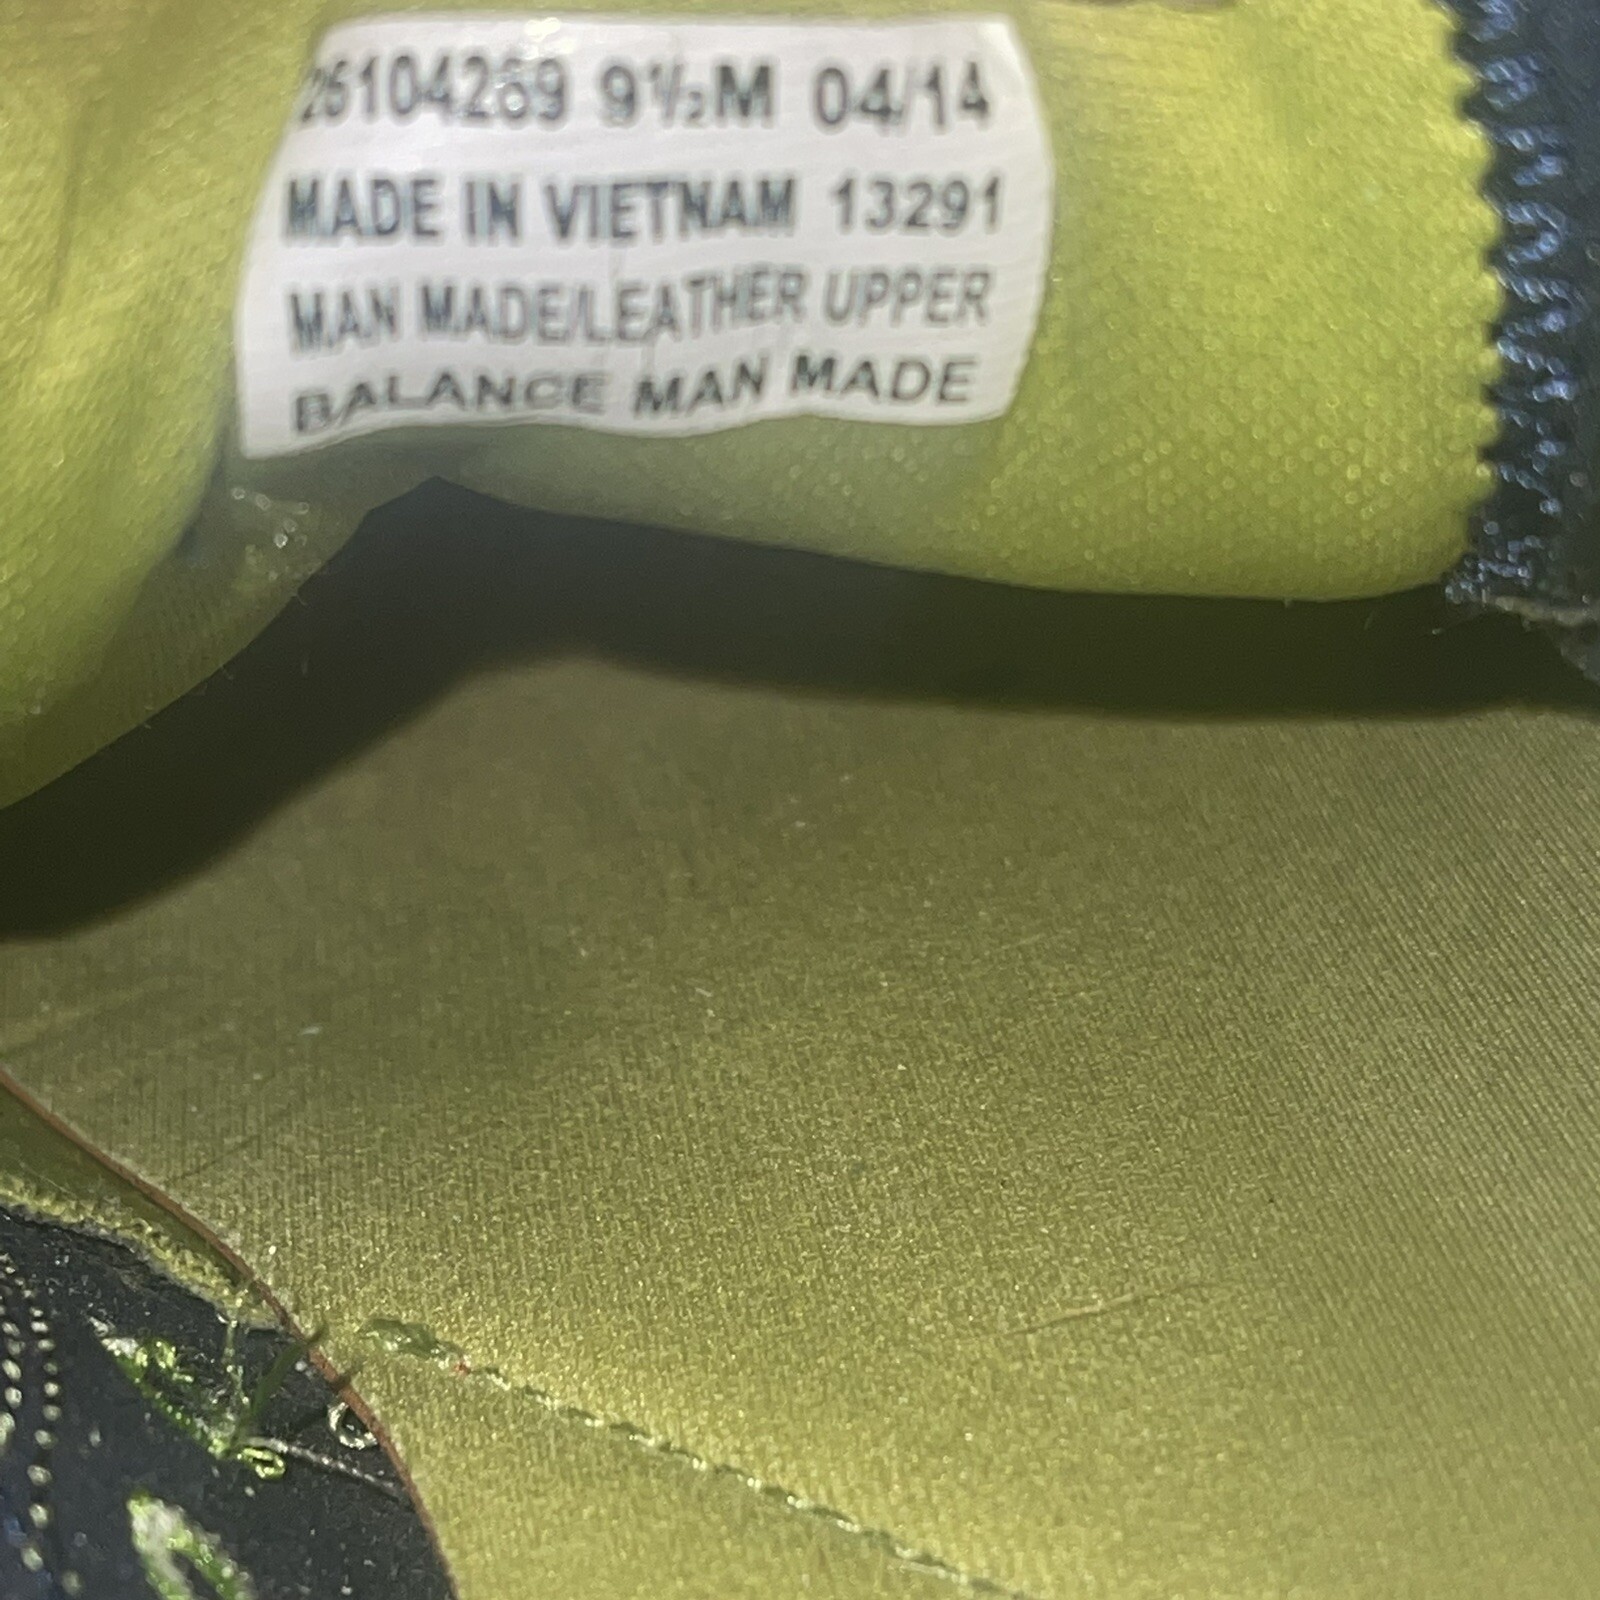 26104269 9½M 04/14
MADE IN VIETNAM 13291
MAN MADE/LEATHER UPPER
BALANCE MAN MADE